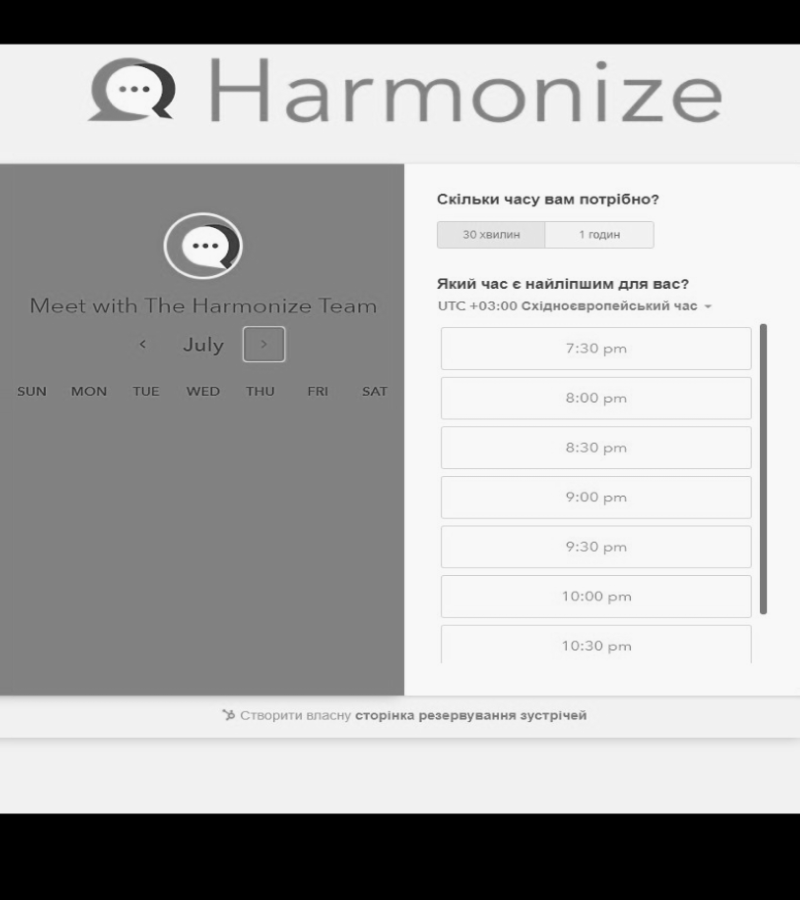 Harmonize
Meet with The Harmonize Team
July
SUN MON TUE WED THU FRI SAT
Скільки часу вам потрібно?
30 хвилин 1 годин
Який час є найліпшим для вас?
UTC +03:00 Східноєвропейський час
7:30 pm
8:00 pm
8:30 pm
9:00 pm
9:30 pm
10:00 pm
10:30 pm
Створити власну сторінка резервування зустрічей